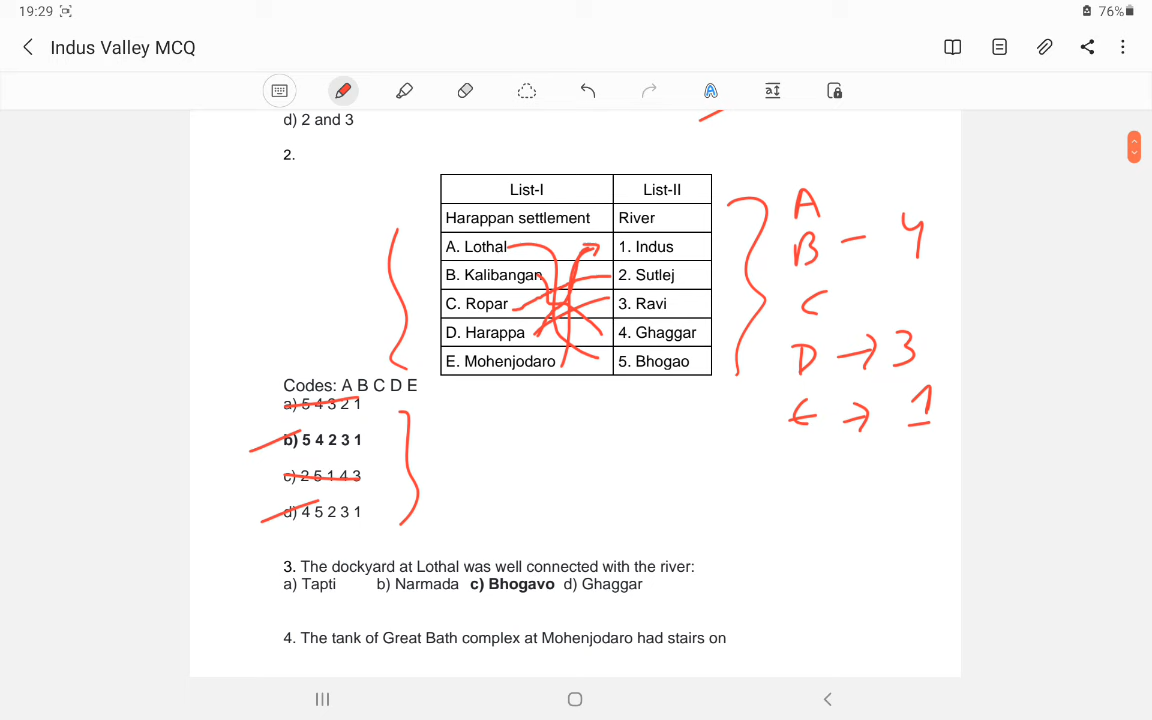 19:29 76%
Indus Valley MCQ
d) 2 and 3
2.
List-I List-II
Harappan settlement River
A. Lothal 1. Indus
B. Kalibangan 2. Sutlej
C. Ropar 3. Ravi
D. Harappa 4. Ghaggar
E. Mohenjodaro 5. Bhogao
A
B – 4
C
D → 3
E → 1
Codes: A B C D E
a) 5 4 3 2 1
b) 5 4 2 3 1
c) 2 5 1 4 3
d) 4 5 2 3 1
3. The dockyard at Lothal was well connected with the river:
a) Tapti b) Narmada c) Bhogavo d) Ghaggar
4. The tank of Great Bath complex at Mohenjodaro had stairs on